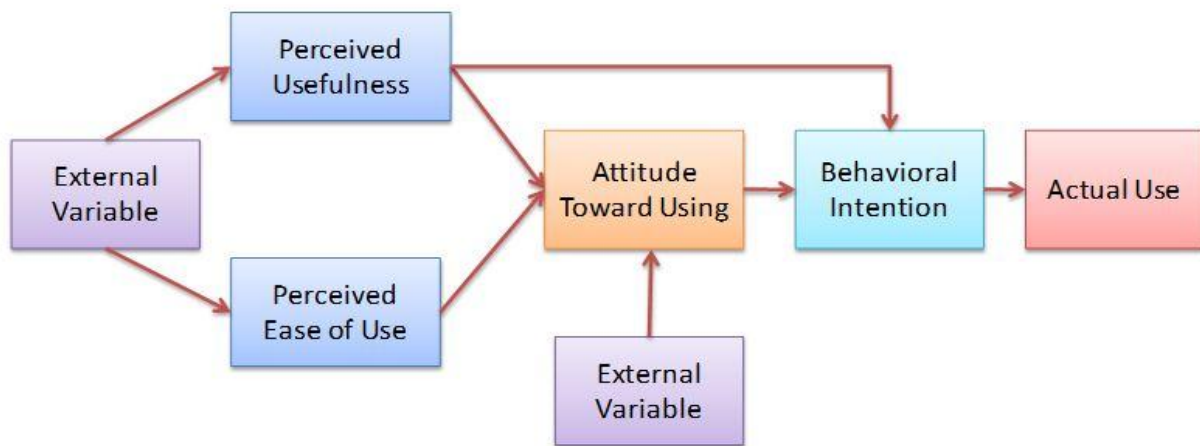 Perceived
Usefulness
External
Variable
Perceived
Ease of Use
Attitude
Toward Using
External
Variable
Behavioral
Intention
Actual Use